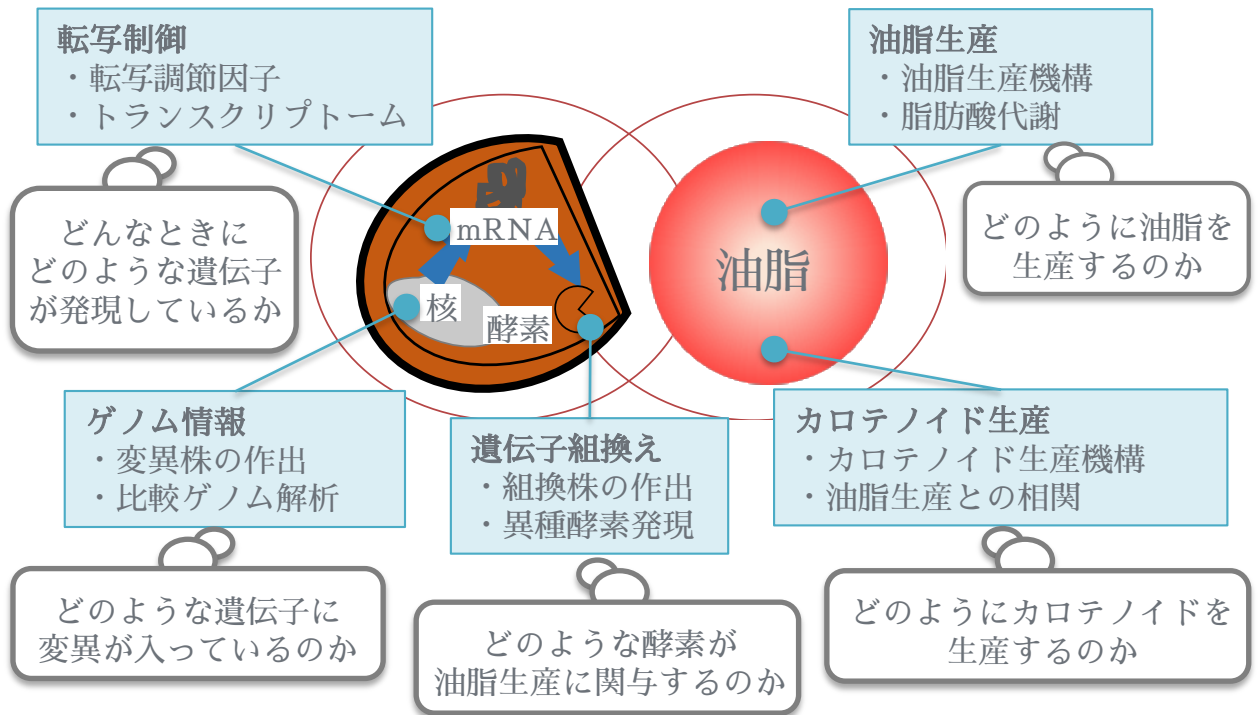 転写制御
・転写調節因子
・トランスクリプトーム
油脂生産
・油脂生産機構
・脂肪酸代謝
どんなときに
どのような遺伝子
が発現しているか
mRNA
核
酵素
油脂
どのように油脂を
生産するのか
ゲノム情報
・変異株の作出
・比較ゲノム解析
遺伝子組換え
・組換株の作出
・異種酵素発現
カロテノイド生産
・カロテノイド生産機構
・油脂生産との相関
どのような遺伝子に
変異が入っているのか
どのような酵素が
油脂生産に関与するのか
どのようにカロテノイドを
生産するのか